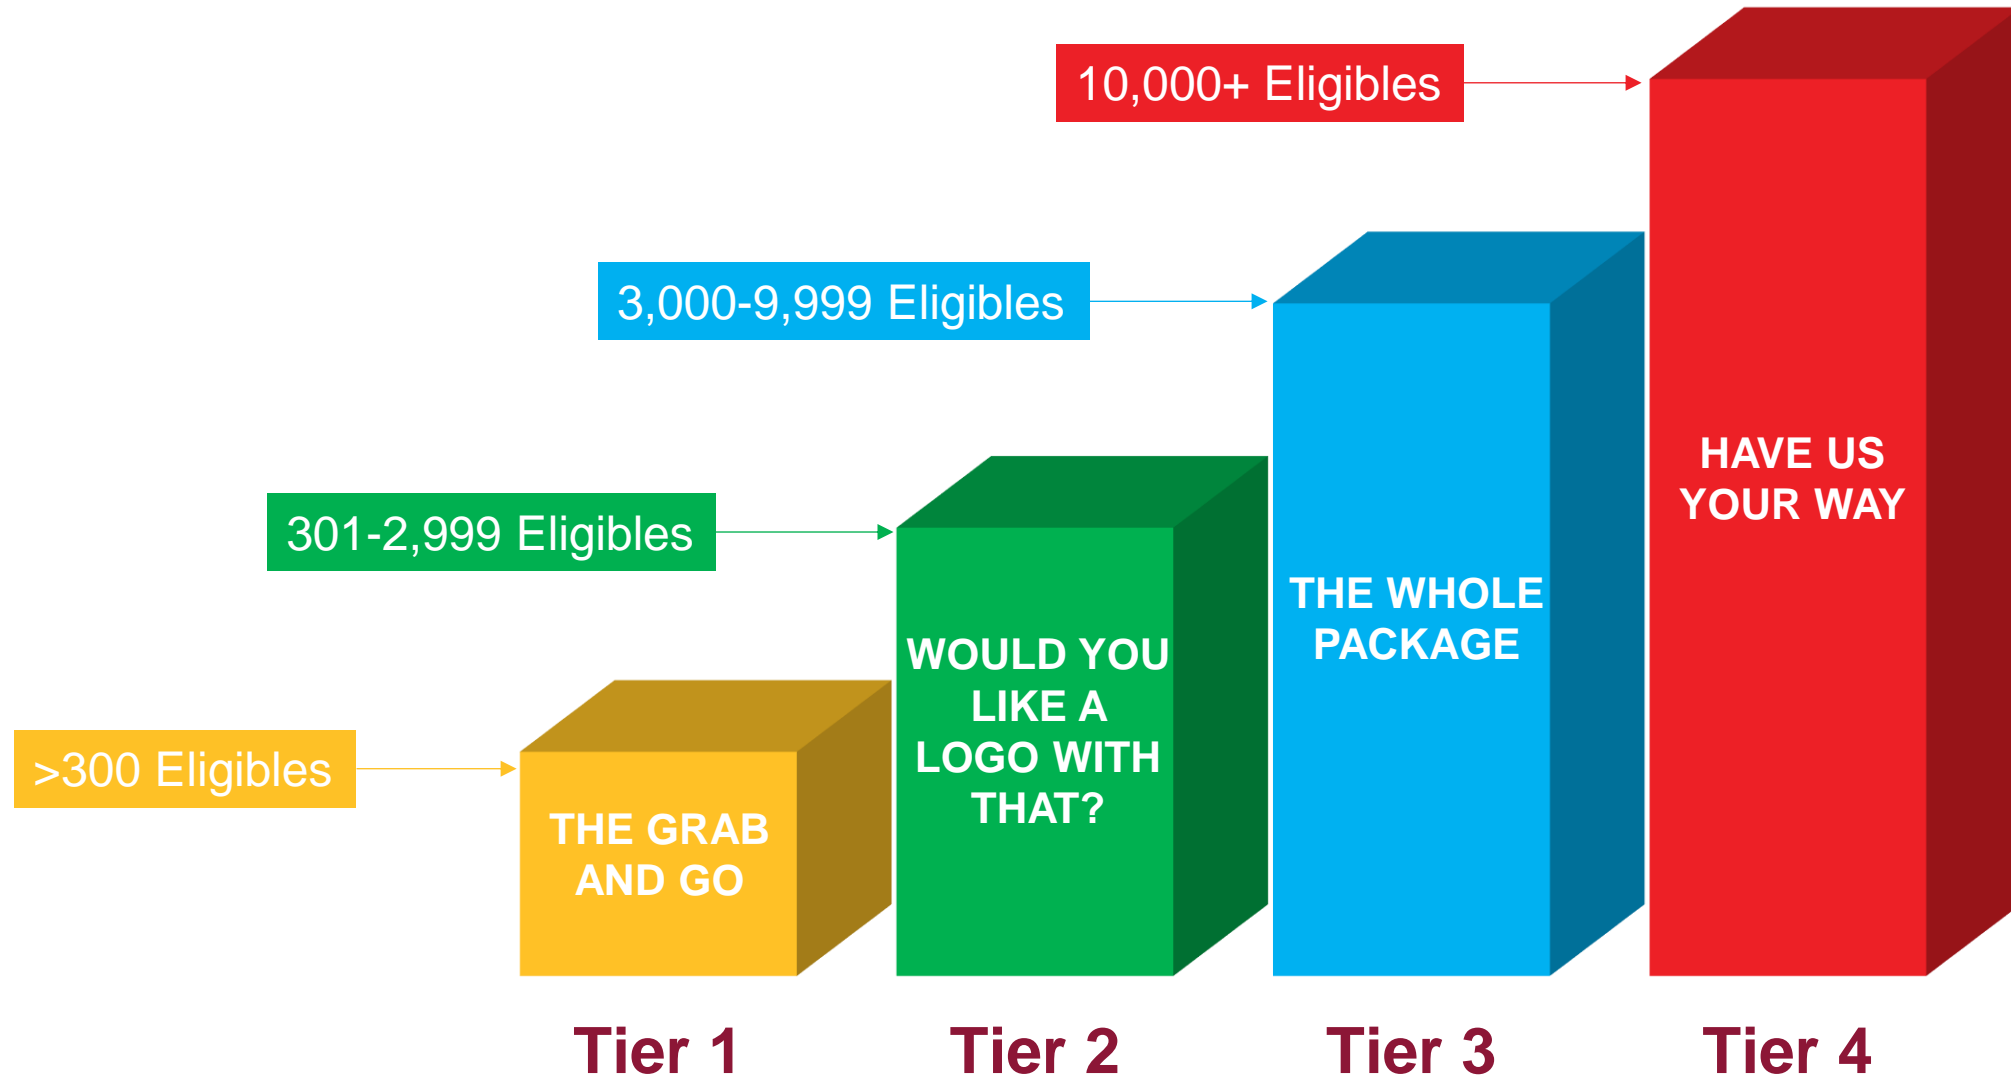 10,000+ Eligibles
3,000-9,999 Eligibles
301-2,999 Eligibles
>300 Eligibles
THE GRAB
AND GO
WOULD YOU
LIKE A
LOGO WITH
THAT?
THE WHOLE
PACKAGE
HAVE US
YOUR WAY
Tier 1
Tier 2
Tier 3
Tier 4